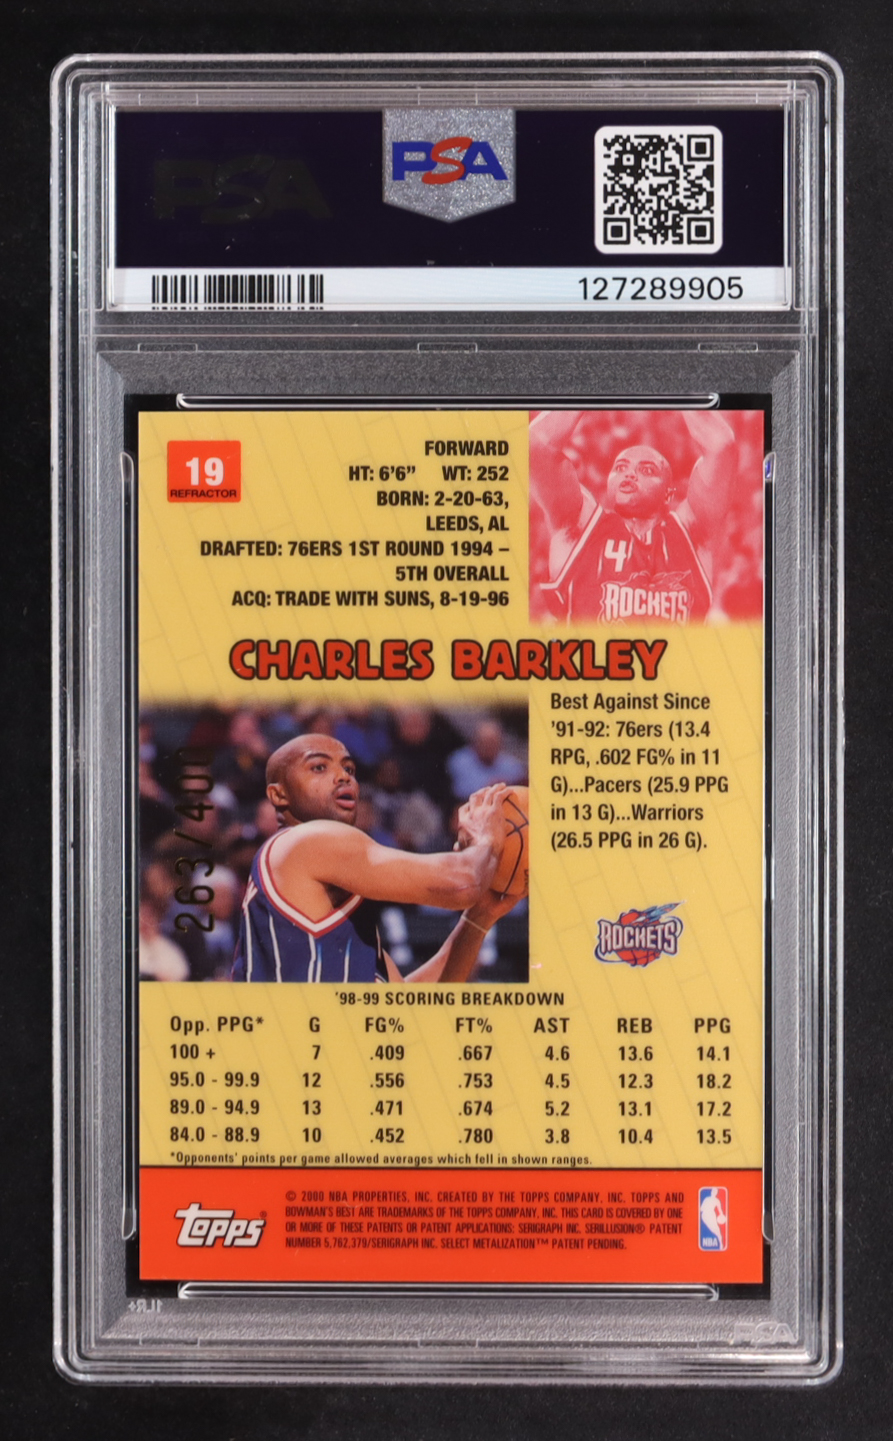 PSA
127289905
19
REFRACTOR
FORWARD
HT: 6'6" WT: 252
BORN: 2-20-63,
LEEDS, AL
DRAFTED: 76ERS 1ST ROUND 1994 –
5TH OVERALL
ACQ: TRADE WITH SUNS, 8-19-96
4
ROCKETS
CHARLES BARKLEY
Best Against Since
'91-92: 76ers (13.4
RPG, .602 FG% in 11
G)...Pacers (25.9 PPG
in 13 G)...Warriors
(26.5 PPG in 26 G).
263/400
ROCKETS
'98-99 SCORING BREAKDOWN
Opp. PPG* G FG% FT% AST REB PPG
100 + 7 .409 .667 4.6 13.6 14.1
95.0 - 99.9 12 .556 .753 4.5 12.3 18.2
89.0 - 94.9 13 .471 .674 5.2 13.1 17.2
84.0 - 88.9 10 .452 .780 3.8 10.4 13.5
*Opponents' points per game allowed averages which fell in shown ranges.
Topps®
© 2000 NBA PROPERTIES, INC. CREATED BY THE TOPPS COMPANY, INC. TOPPS AND
BOWMAN'S BEST ARE TRADEMARKS OF THE TOPPS COMPANY, INC. THIS CARD IS COVERED BY ONE
OR MORE OF THESE PATENTS OR PATENT APPLICATIONS: SERIGRAPH INC. SERILLUSION® PATENT
NUMBER 5,762,379/SERIGRAPH INC. SELECT METALIZATION™ PATENT PENDING.
NBA
PSA